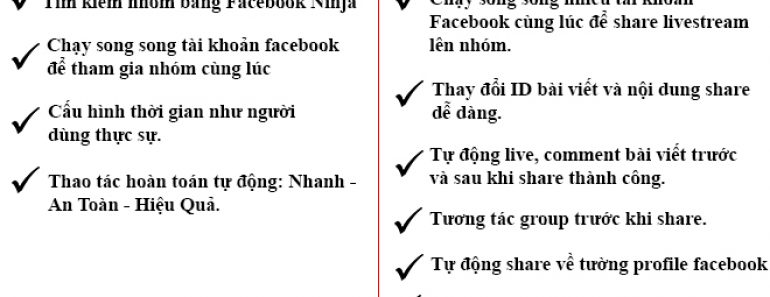 Tìm kiếm nhóm bằng Facebook Ninja
Chạy song song tài khoản facebook
để tham gia nhóm cùng lúc
Cấu hình thời gian như người
dùng thực sự.
Thao tác hoàn toán tự động: Nhanh -
An Toàn - Hiệu Quả.
Chạy song song nhiều tài khoản
Facebook cùng lúc để share livestream
lên nhóm.
Thay đổi ID bài viết và nội dung share
dễ dàng.
Tự động live, comment bài viết trước
và sau khi share thành công.
Tương tác group trước khi share.
Tự động share về tường profile facebook